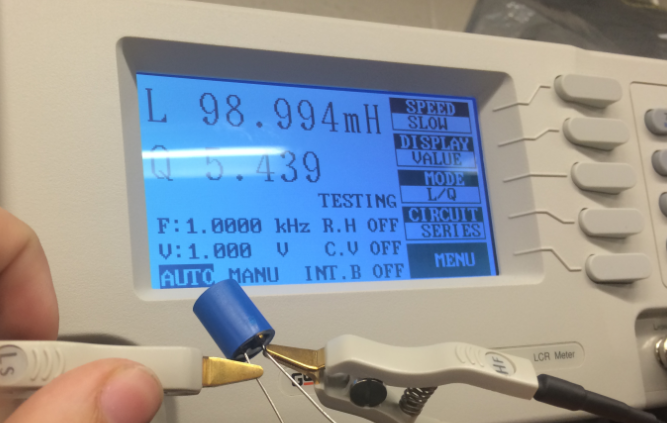 L 98.994mH
Q 5.439
TESTING
F:1.0000 kHz R.H OFF
V:1.000 V C.V OFF
AUTO MANU INT.B OFF
SPEED
SLOW
DISPLAY
VALUE
MODE
L/Q
CIRCUIT
SERIES
MENU
LCR Meter
Ls
HF